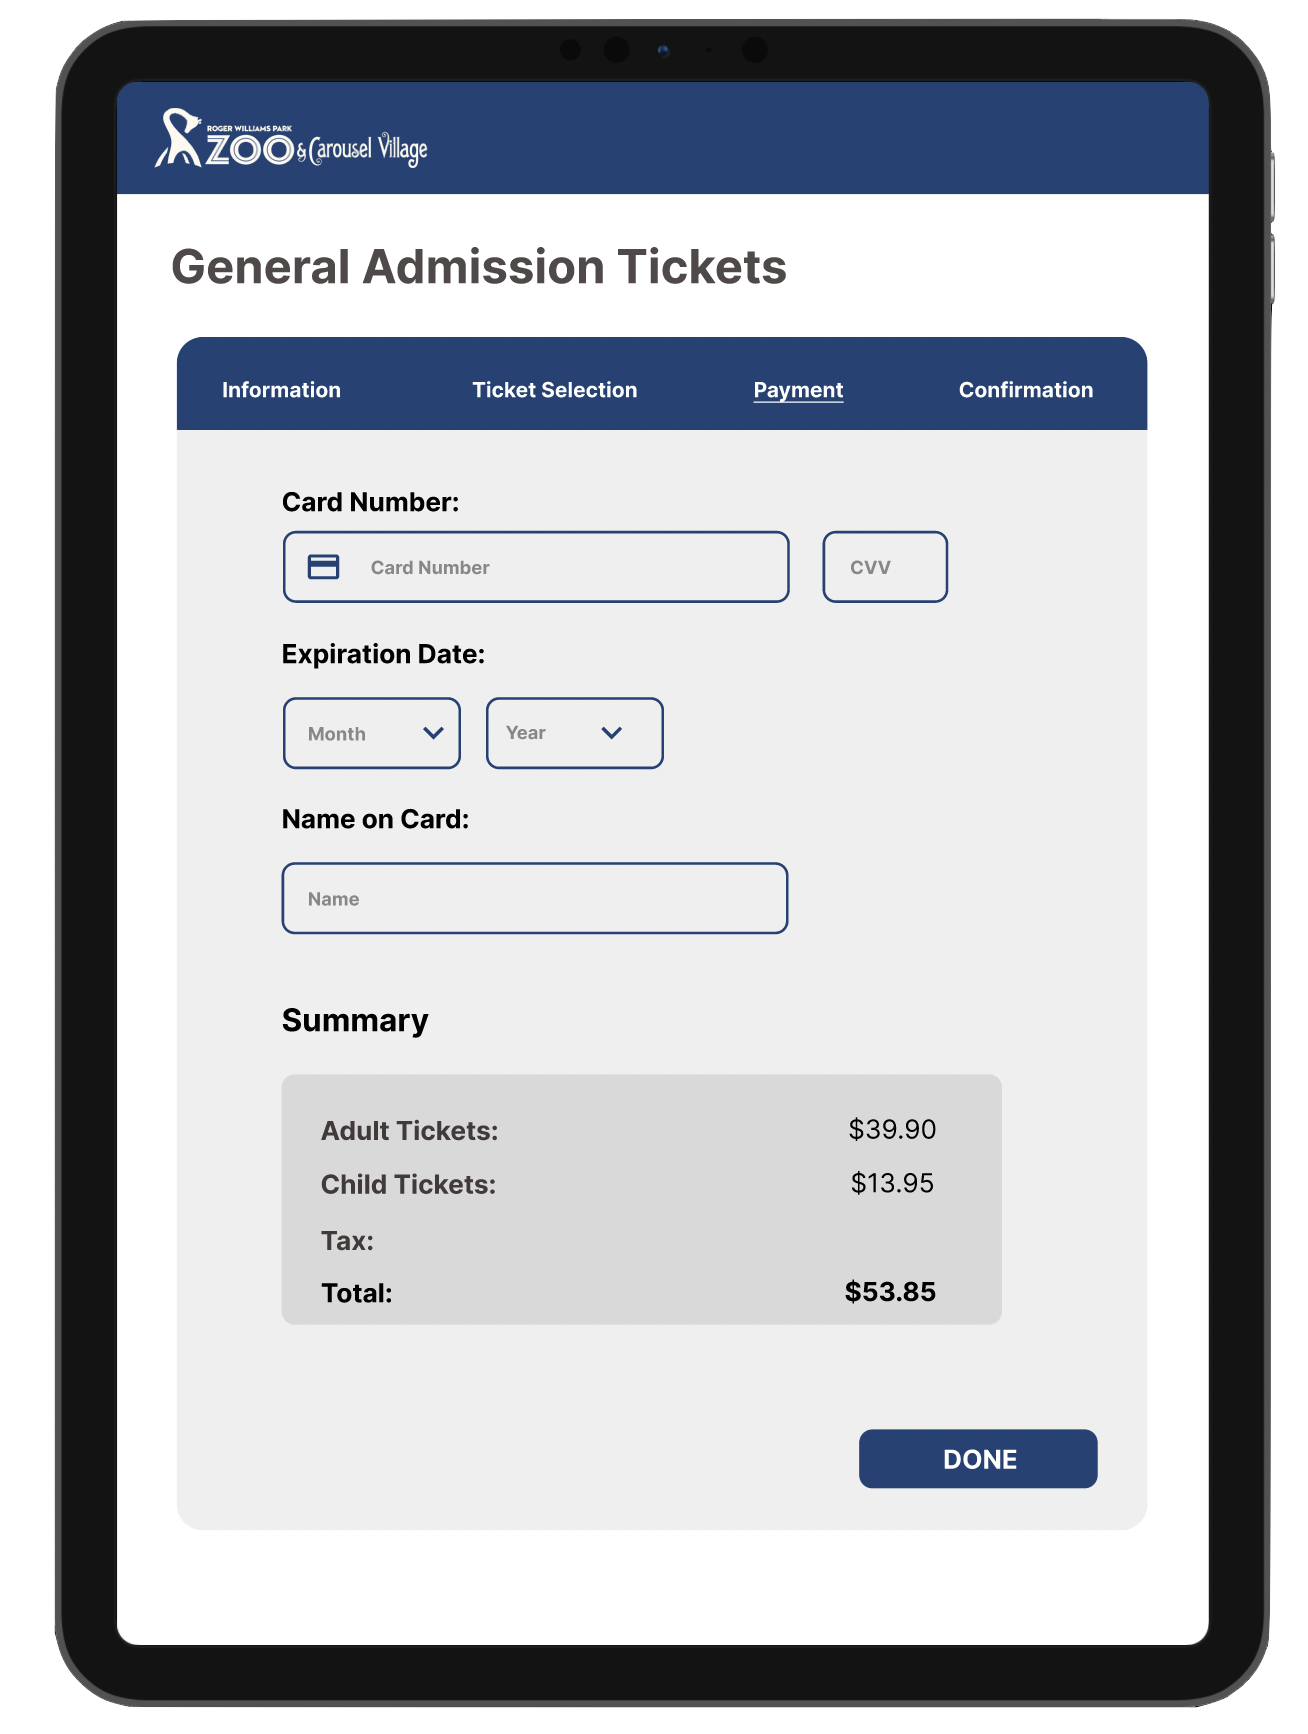 ROGER WILLIAMS PARK
ZOO & Carousel Village
General Admission Tickets
Information Ticket Selection Payment Confirmation
Card Number:
Card Number CVV
Expiration Date:
Month Year
Name on Card:
Name
Summary
Adult Tickets: $39.90
Child Tickets: $13.95
Tax:
Total: $53.85
DONE